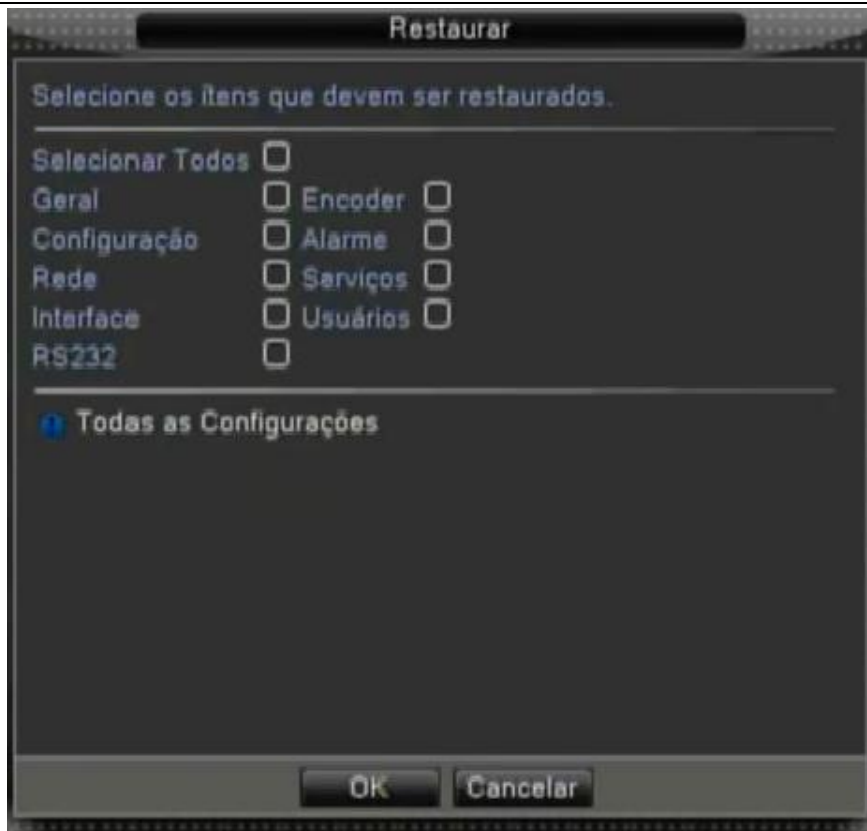 Restaurar
Selecione os ítens que devem ser restaurados.
Selecionar Todos
Geral Encoder
Configuração Alarme
Rede Serviços
Interface Usuários
RS232
Todas as Configurações
OK Cancelar